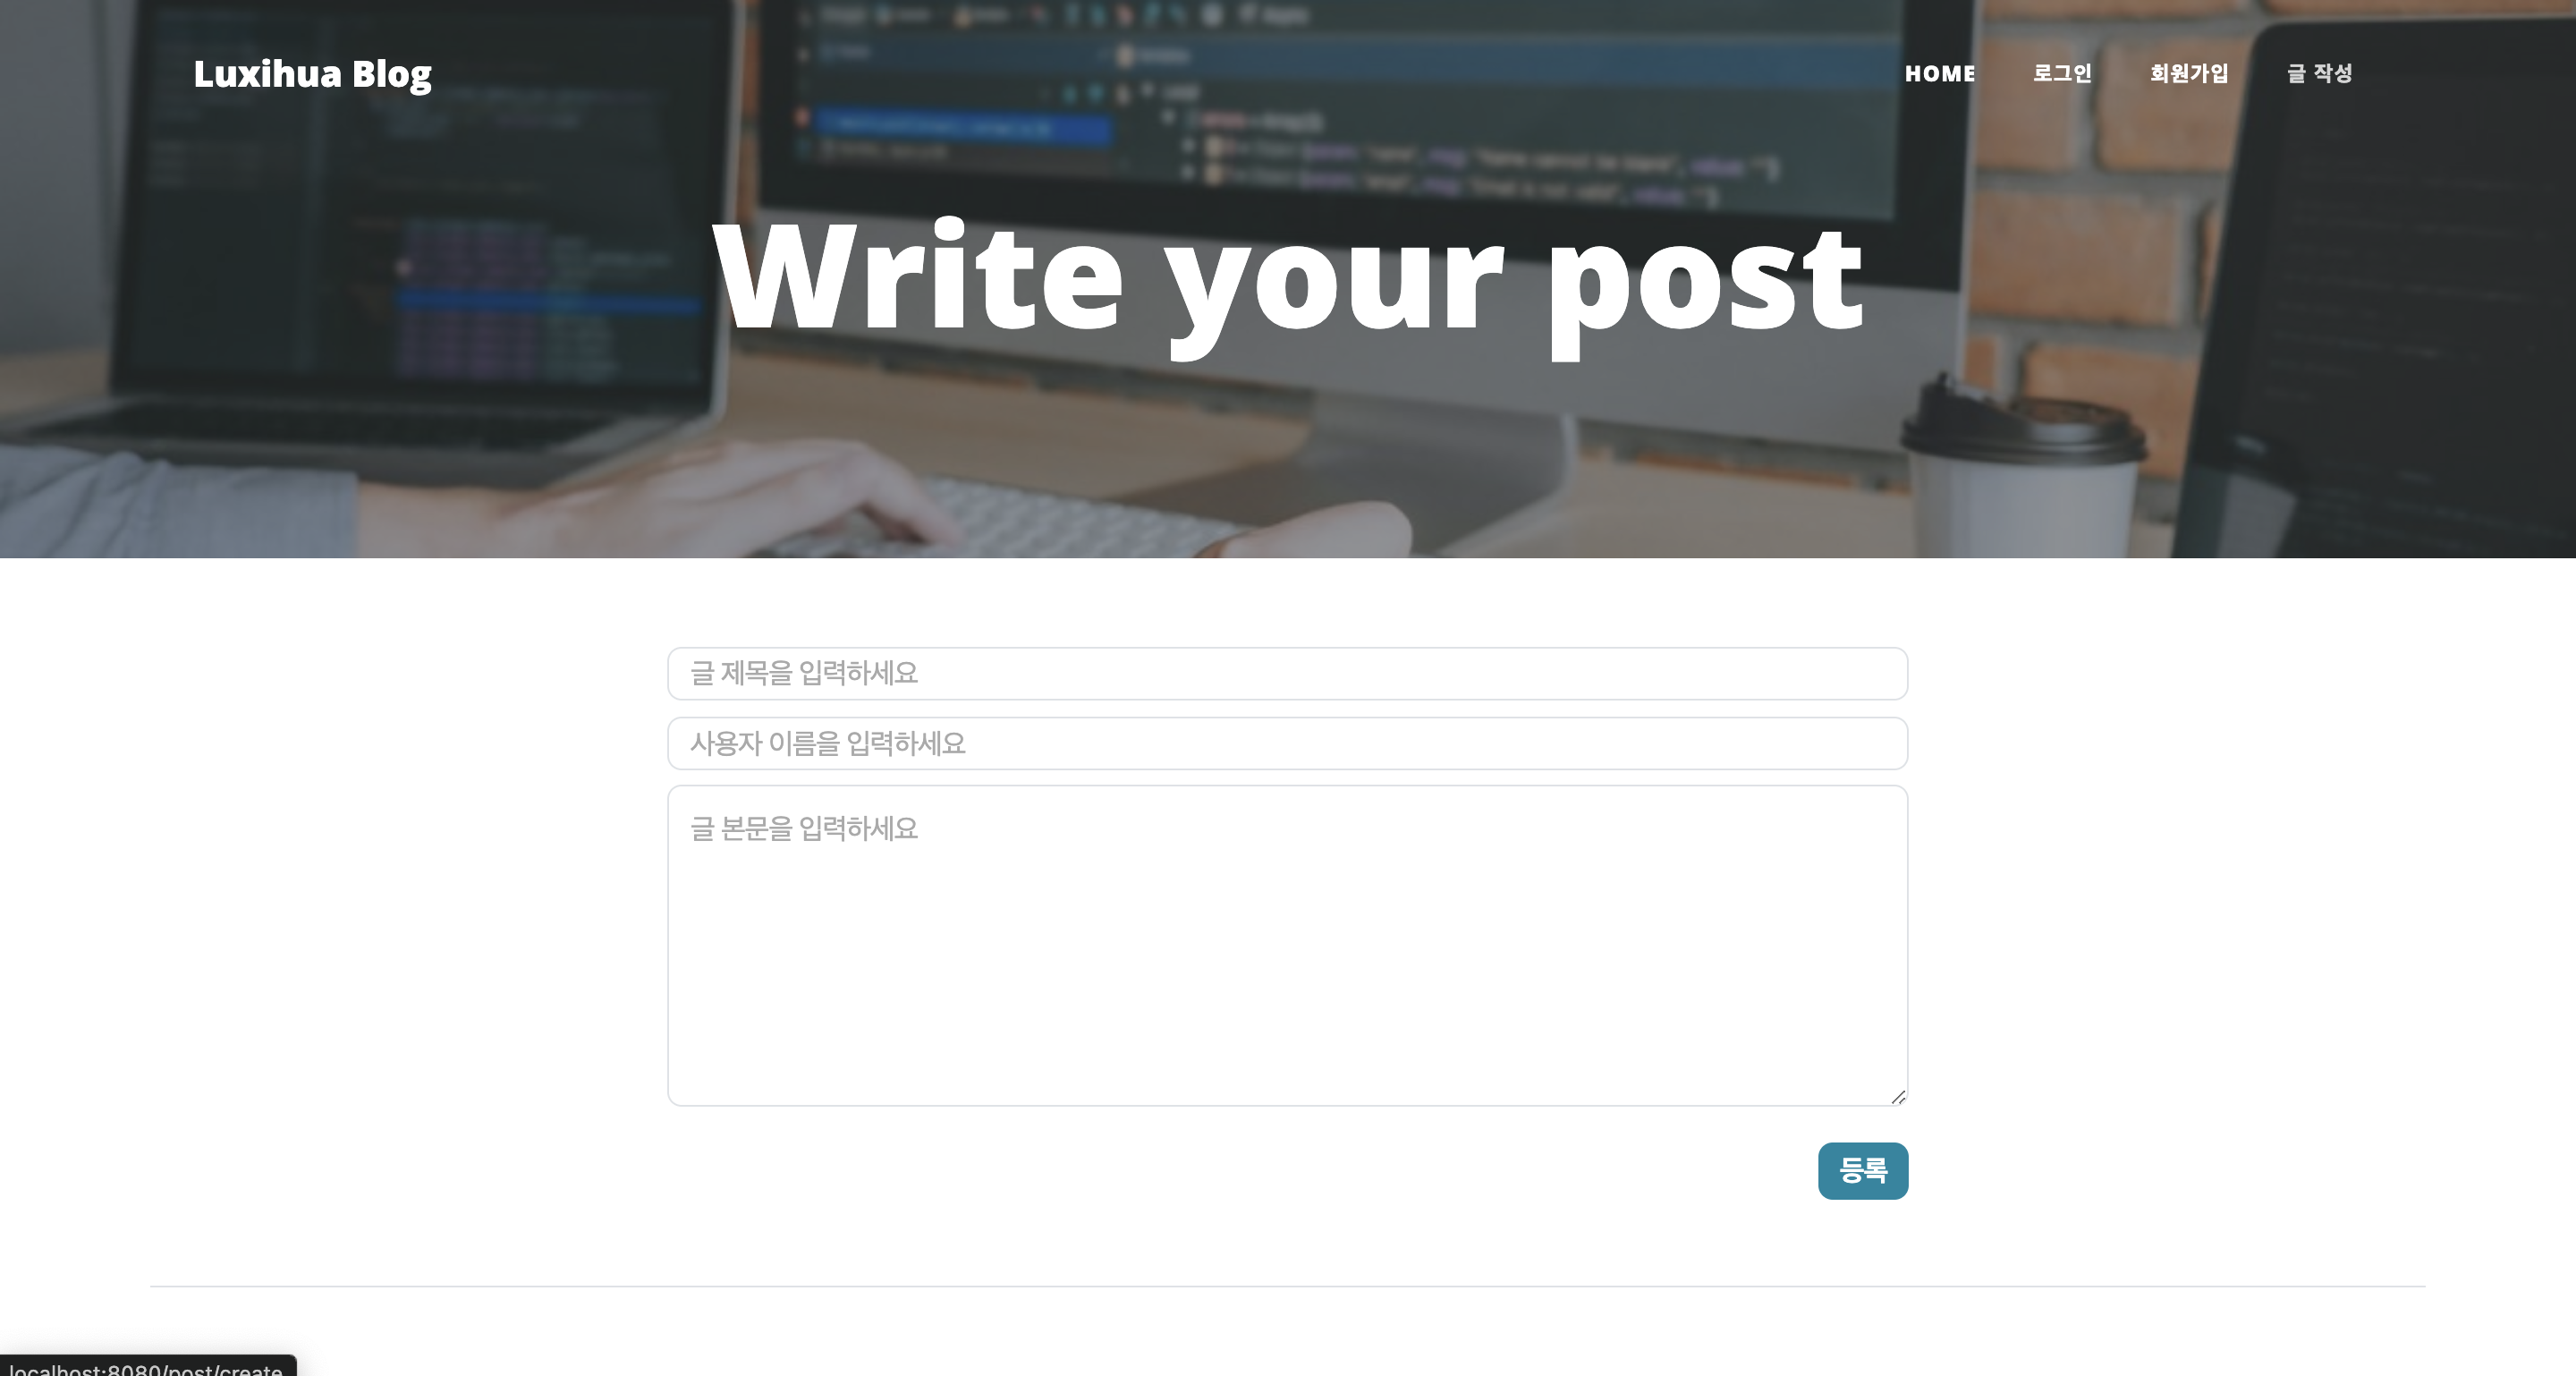 Luxihua Blog
HOME 로그인 회원가입 글 작성
Write your post
글 제목을 입력하세요
사용자 이름을 입력하세요
글 본문을 입력하세요
등록
localhost:8080/post/create